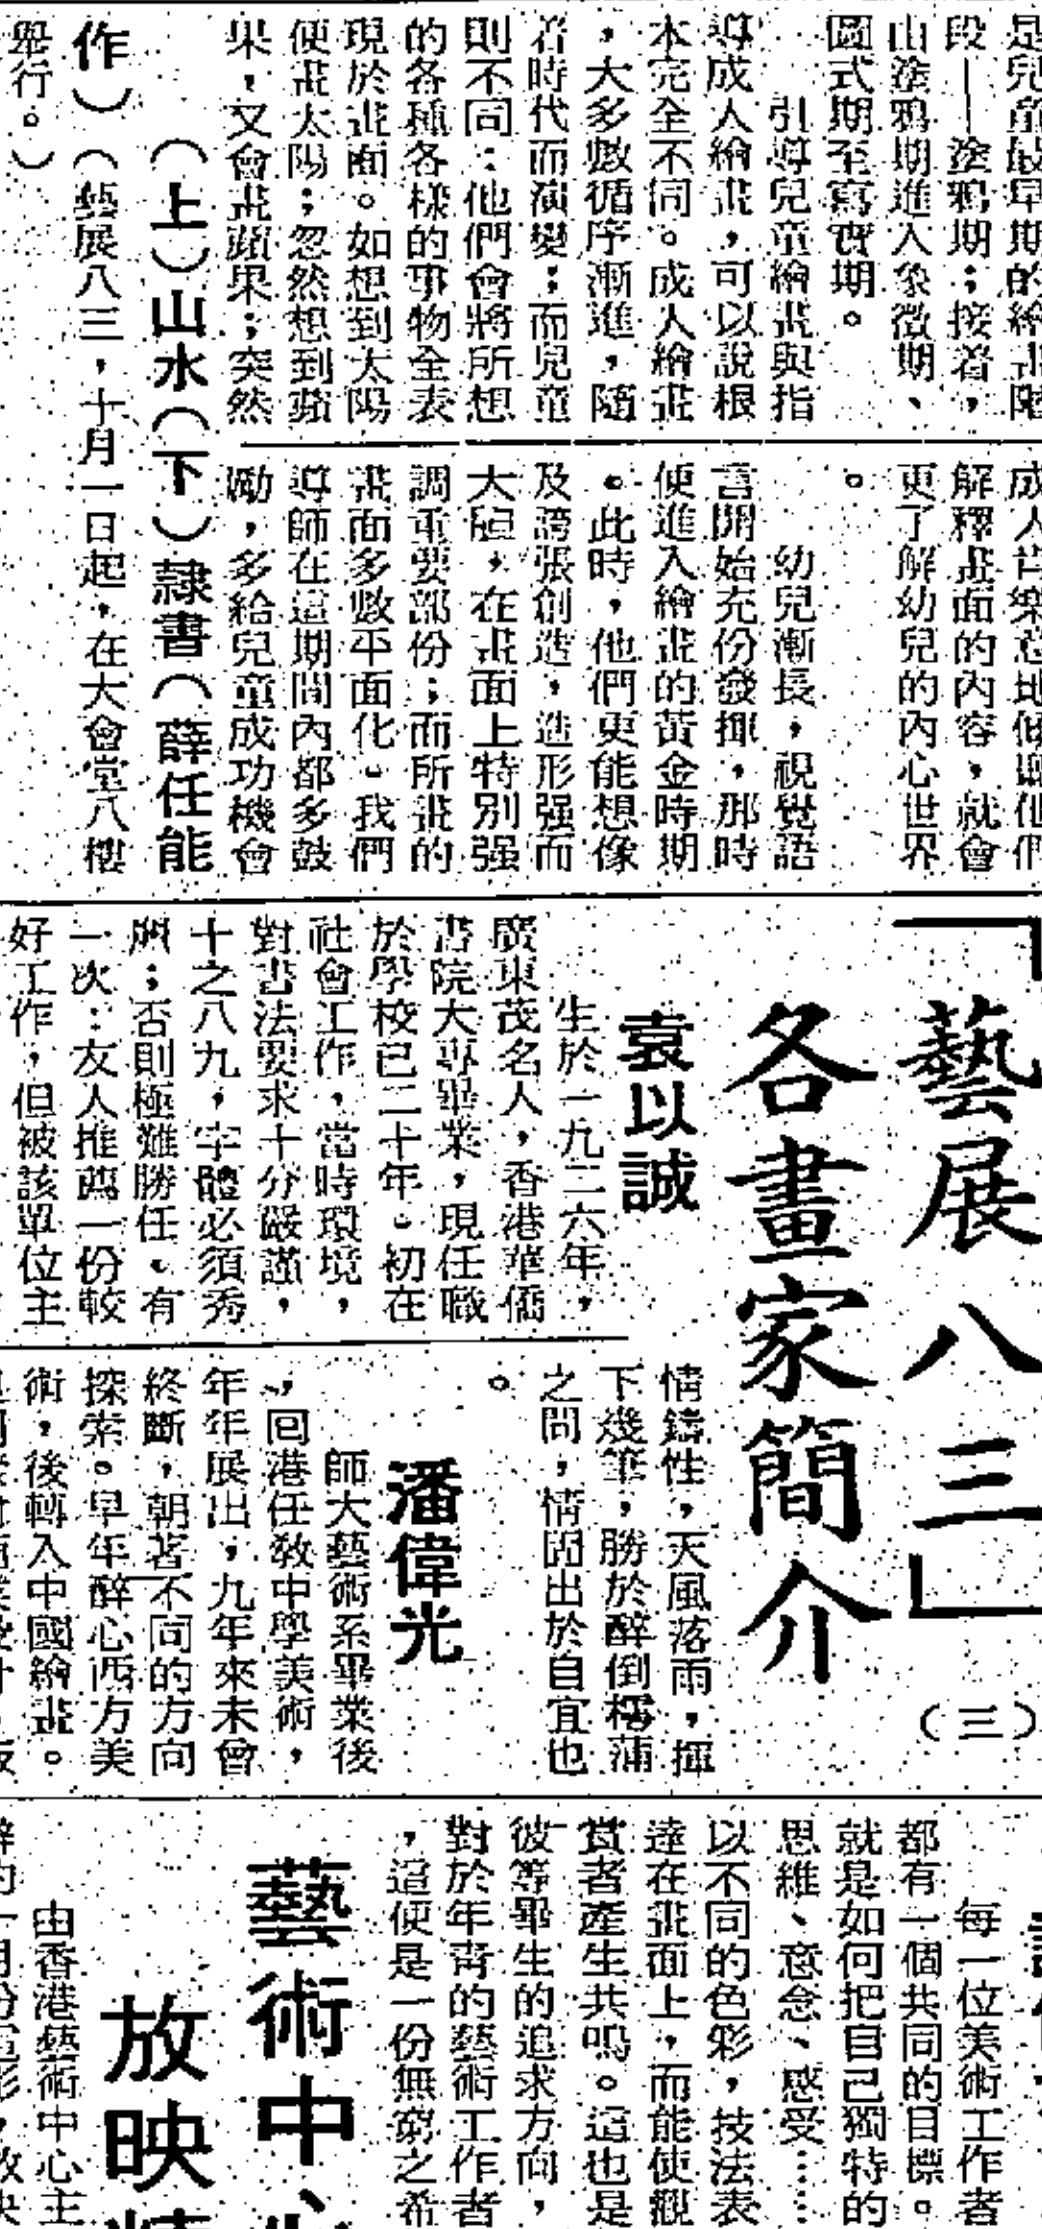 是兒童最早期的繪畫階
段——塗鴉期；接着，
由塗鴉期進入象徵期、
圖式期至寫實期。
引導兒童繪畫與指
導成人繪畫，可以說根
本完全不同。成人繪畫
，大多數循序漸進，隨
着時代而演變；而兒童
則不同：他們會將所想
的各種各樣的事物全表
現於畫面。如想到太陽
便畫太陽；忽然想到蘋
果，又會畫蘋果；突然
成人肯樂意地傾聽他們
解釋畫面的內容，就會
更了解幼兒的內心世界
。
幼兒漸長，視覺語
言開始充份發揮，那時
便進入繪畫的黃金時期
。此時，他們更能想像
及誇張創造，造形强而
大膽，在畫面上特別强
調重要部份；而所畫的
畫面多數平面化。我們
導師在這期間內都多鼓
勵，多給兒童成功機會
（上）山水（下）隸書（薛任能
作）（藝展八三，十月一日起，在大會堂八樓
舉行。）
「藝展八三」
各畫家簡介
（三）
袁以誠
生於一九二六年，
廣東茂名人，香港華僑
書院大專畢業，現任職
於學校已二十年。初在
社會工作，當時環境，
對書法要求十分嚴謹，
十之八九，字體必須秀
麗；否則極難勝任。有
一次：友人推薦一份較
好工作，但被該單位主
情鑄性，天風落雨，揮
下幾筆，勝於醉倒樗蒲
之間，情間出於自宜也
。
潘偉光
師大藝術系畢業後
，回港任教中學美術，
年年展出，九年來未曾
終斷，朝著不同的方向
探索。早年醉心西方美
術，後轉入中國繪畫。
每一位美術工作者
都有一個共同的目標。
就是如何把自己獨特的
思維、意念、感受……
以不同的色彩，技法表
達在畫面上，而能使觀
賞者產生共鳴。這也是
彼等畢生的追求方向，
對於年青的藝術工作者
，這便是一份無窮之希
藝術中心
放映
由香港藝術中心主